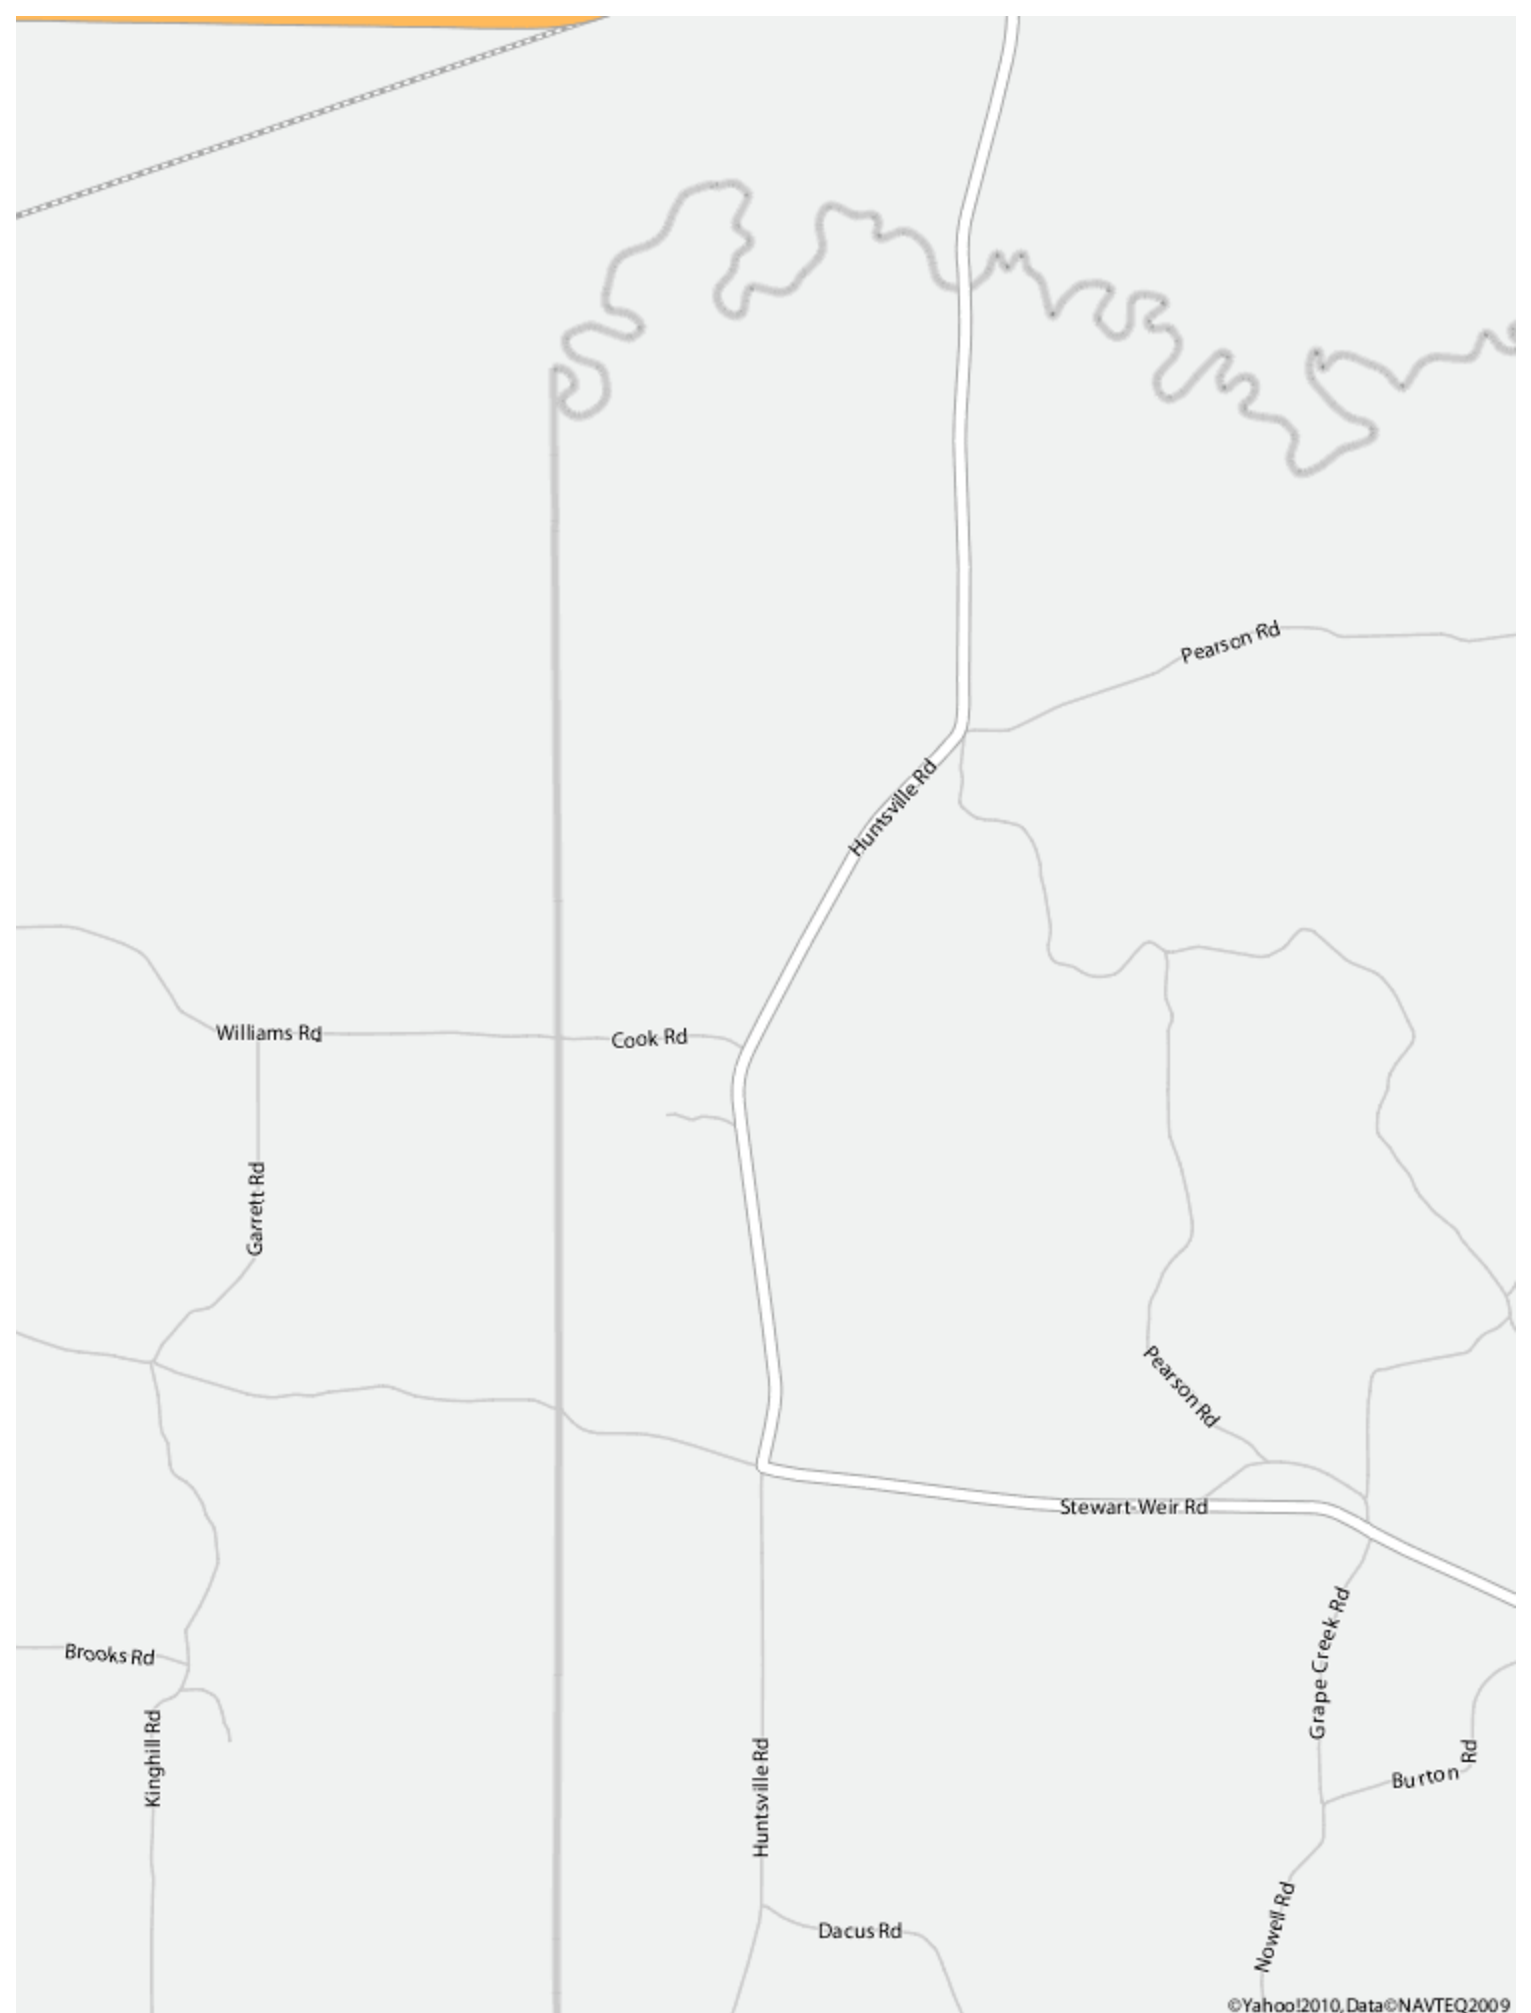 Pearson Rd
Huntsville Rd
Williams Rd
Cook Rd
Garrett Rd
Pearson Rd
Stewart-Weir Rd
Grape Creek Rd
Brooks Rd
Kinghill Rd
Huntsville Rd
Burton Rd
Dacus Rd
Nowell Rd
©Yahoo!2010, Data©NAVTEQ2009